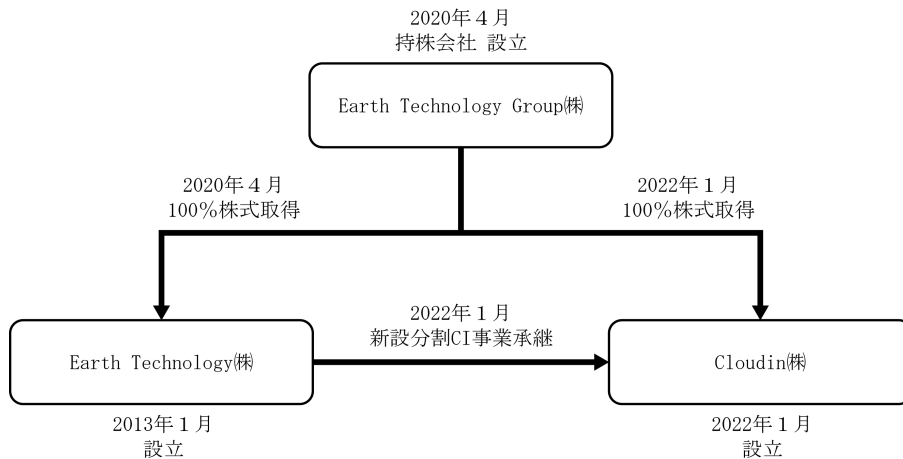 2020年４月
持株会社 設立
Earth Technology Group㈱
2020年４月
100％株式取得
2022年１月
100％株式取得
2022年１月
新設分割CI事業承継
Earth Technology㈱
Cloudin㈱
2013年１月
設立
2022年１月
設立